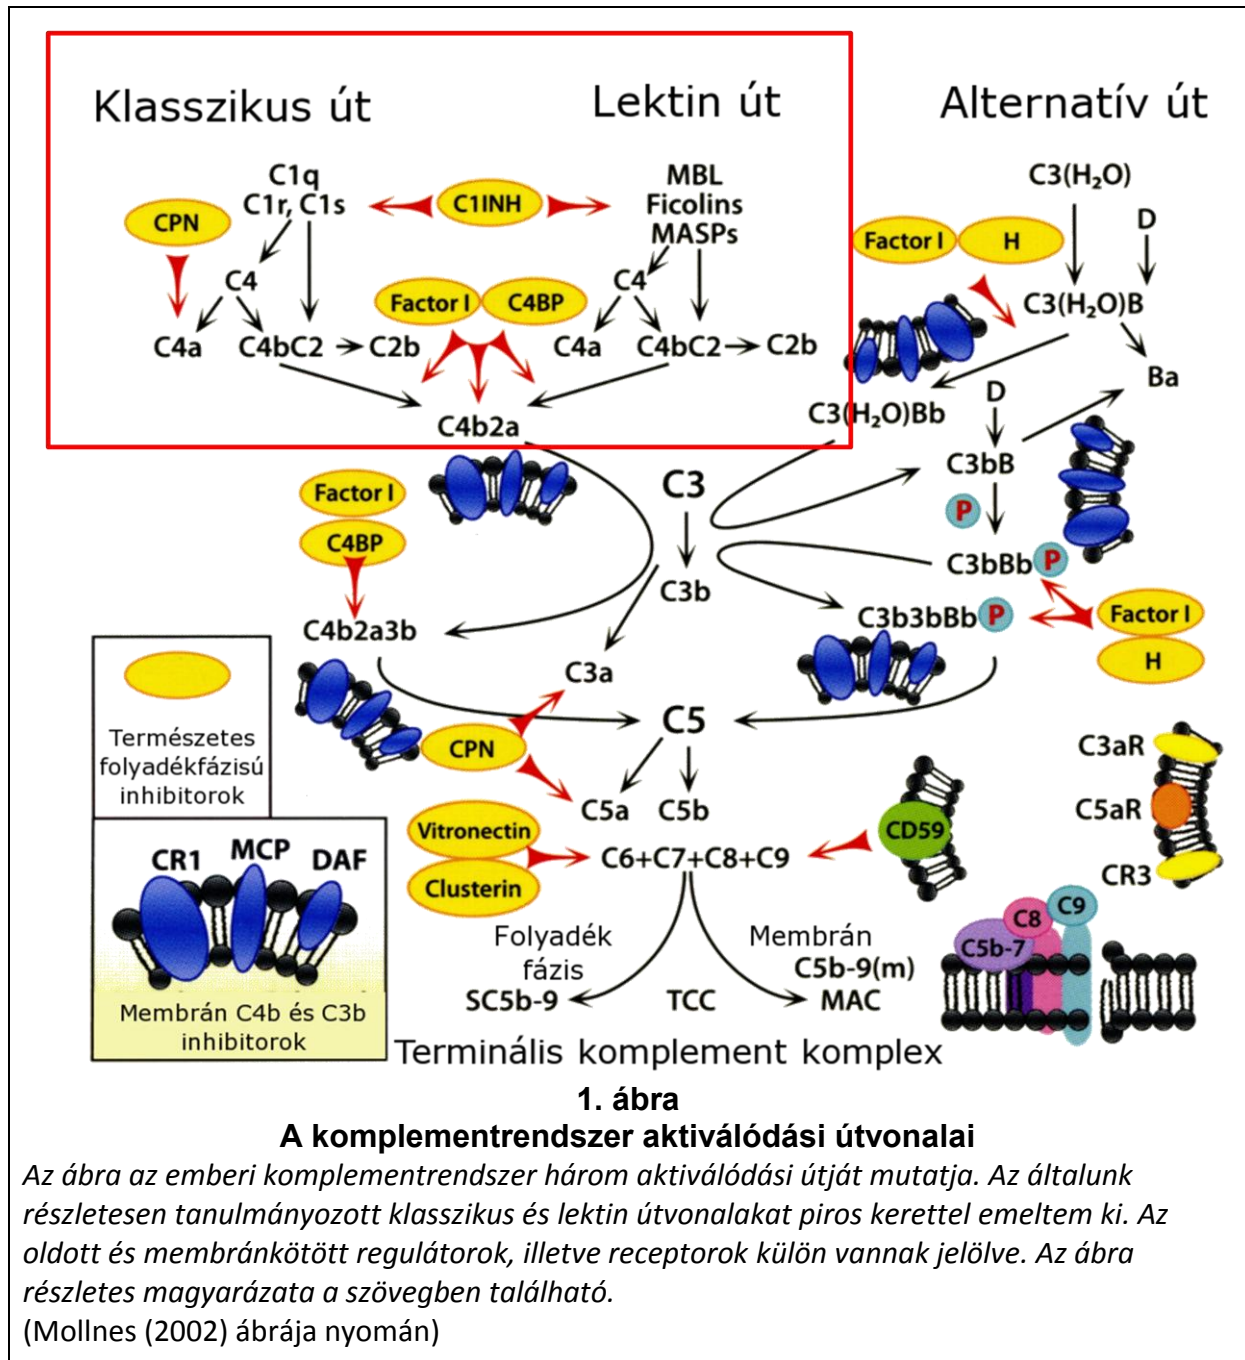 Klasszikus út
Lektin út
Alternatív út
C1q
C1r, C1s
CPN
C1INH
MBL
Ficolins
MASPs
C3(H₂O)
D
Factor I
H
C4
C4
Factor I
C4BP
C3(H₂O)B
C4a
C4bC2
C2b
C4a
C4bC2
C2b
Ba
C4b2a
C3(H₂O)Bb
D
C3bB
Factor I
C4BP
C3
P
C3b
C3bBb
P
C4b2a3b
C3b3bBb
P
Factor I
H
C3a
Természetes
folyadékfázisú
inhibitorok
CPN
C5
C3aR
C5aR
CR3
C5a
C5b
Vitronectin
Clusterin
C6+C7+C8+C9
CD59
CR1
MCP
DAF
Membrán C4b és C3b
inhibitorok
Folyadék
fázis
SC5b-9
TCC
Membrán
C5b-9(m)
MAC
C5b-7
C8
C9
Terminális komplement komplex
1. ábra
A komplementrendszer aktiválódási útvonalai
Az ábra az emberi komplementrendszer három aktiválódási útját mutatja. Az általunk
részletesen tanulmányozott klasszikus és lektin útvonalakat piros kerettel emeltem ki. Az
oldott és membránkötött regulátorok, illetve receptorok külön vannak jelölve. Az ábra
részletes magyarázata a szövegben található.
(Mollnes (2002) ábrája nyomán)